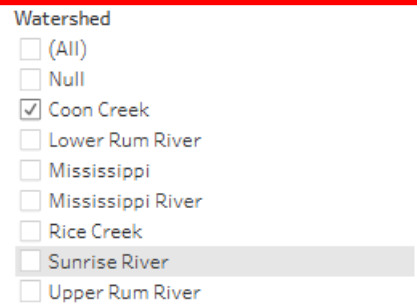 Watershed
(All)
Null
Coon Creek
Lower Rum River
Mississippi
Mississippi River
Rice Creek
Sunrise River
Upper Rum River